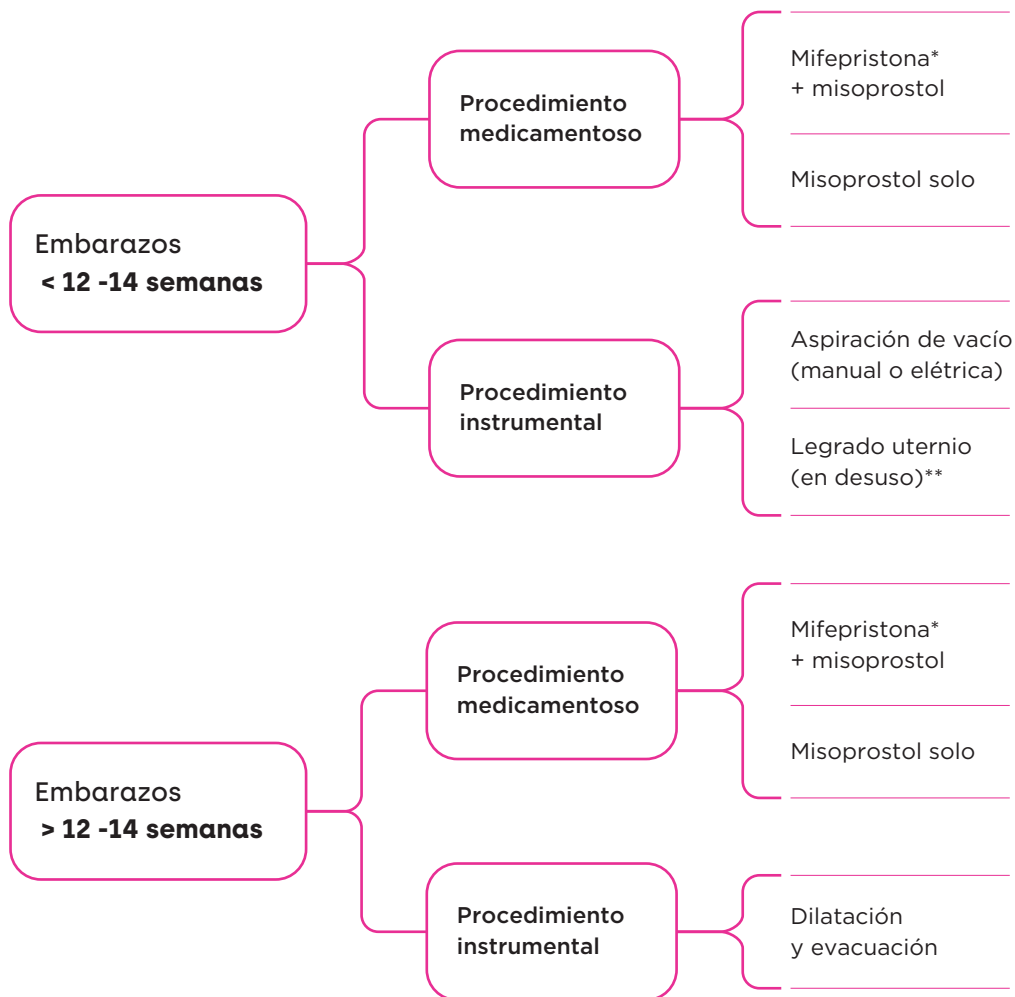 Embarazos
< 12 -14 semanas
Procedimiento
medicamentoso
Mifepristona*
+ misoprostol
Misoprostol solo
Procedimiento
instrumental
Aspiración de vacío
(manual o elétrica)
Legrado uternio
(en desuso)**
Embarazos
> 12 -14 semanas
Procedimiento
medicamentoso
Mifepristona*
+ misoprostol
Misoprostol solo
Procedimiento
instrumental
Dilatación
y evacuación